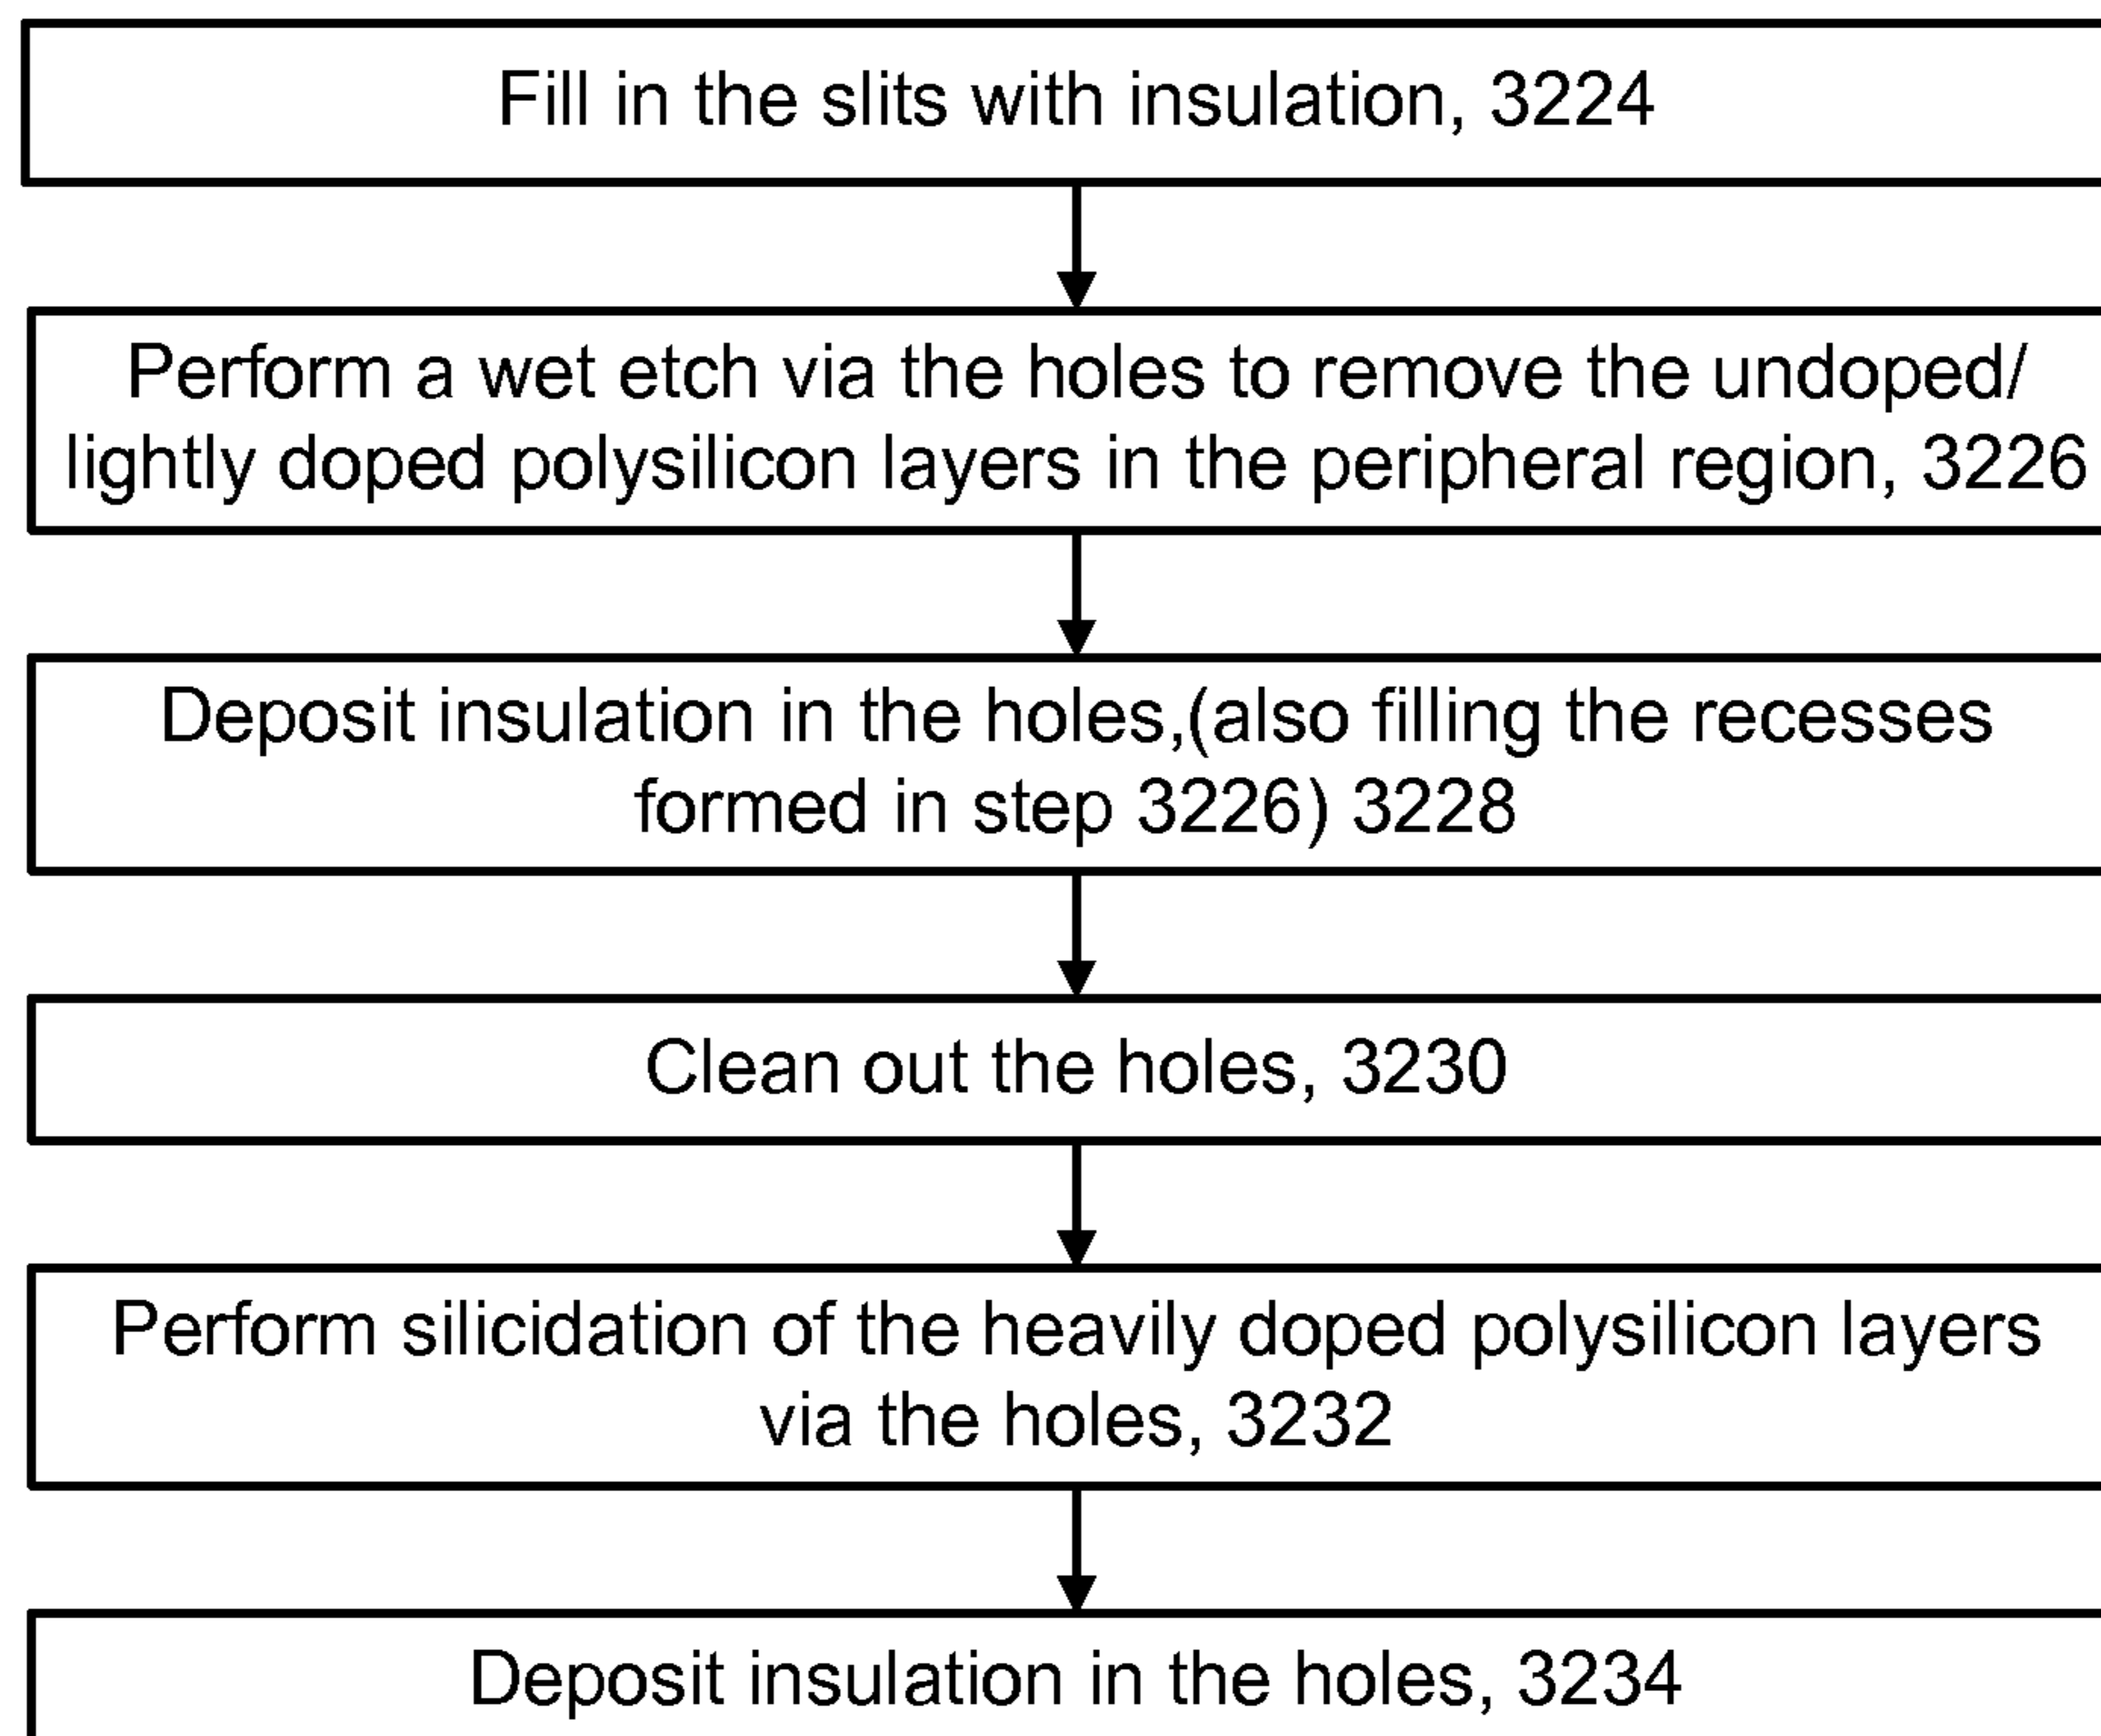 Fill in the slits with insulation, 3224
Perform a wet etch via the holes to remove the undoped/
lightly doped polysilicon layers in the peripheral region, 3226
Deposit insulation in the holes,(also filling the recesses
formed in step 3226) 3228
Clean out the holes, 3230
Perform silicidation of the heavily doped polysilicon layers
via the holes, 3232
Deposit insulation in the holes, 3234